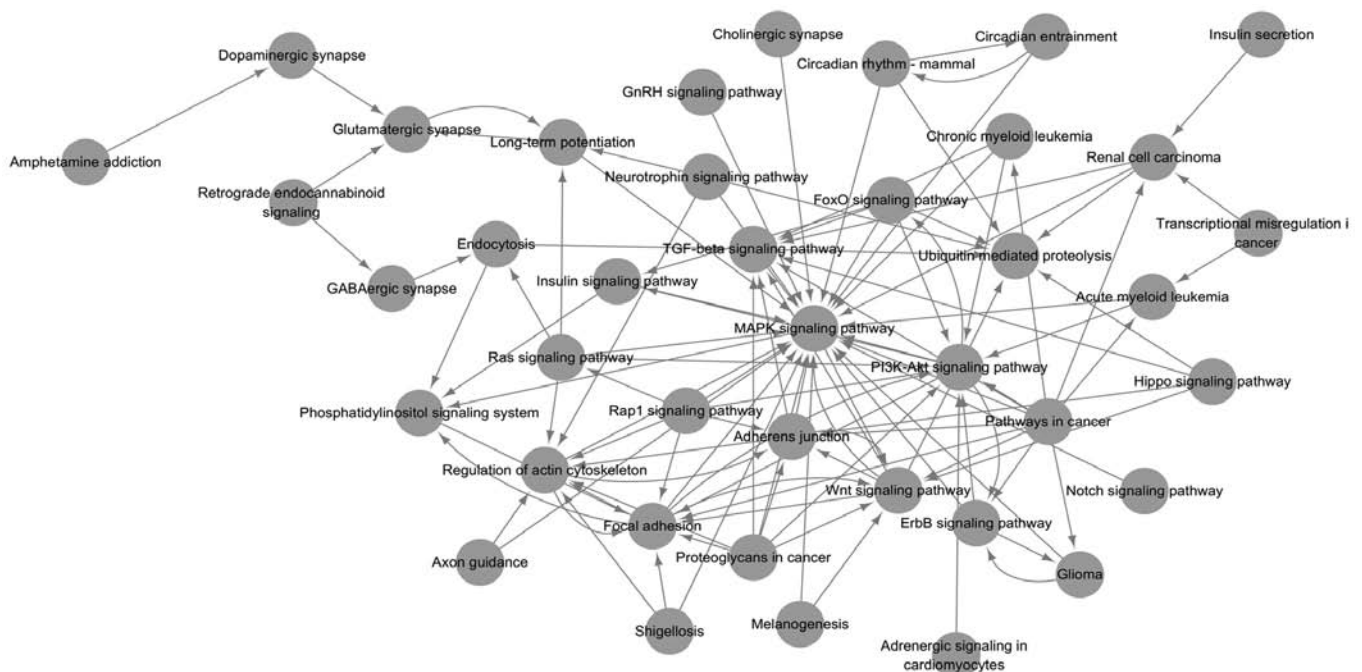 Cholinergic synapse
Circadian entrainment
Insulin secretion
Dopaminergic synapse
Circadian rhythm - mammal
GnRH signaling pathway
Glutamatergic synapse
Long-term potentiation
Chronic myeloid leukemia
Renal cell carcinoma
Amphetamine addiction
Neurotrophin signaling pathway
Retrograde endocannabinoid
signaling
FoxO signaling pathway
Transcriptional misregulation i
cancer
Endocytosis
TGF-beta signaling pathway
Ubiquitin mediated proteolysis
GABAergic synapse
Insulin signaling pathway
Acute myeloid leukemia
MAPK signaling pathway
Ras signaling pathway
PI3K-Akt signaling pathway
Hippo signaling pathway
Phosphatidylinositol signaling system
Rap1 signaling pathway
Pathways in cancer
Adherens junction
Regulation of actin cytoskeleton
Wnt signaling pathway
Notch signaling pathway
Focal adhesion
ErbB signaling pathway
Axon guidance
Proteoglycans in cancer
Glioma
Shigellosis
Melanogenesis
Adrenergic signaling in
cardiomyocytes